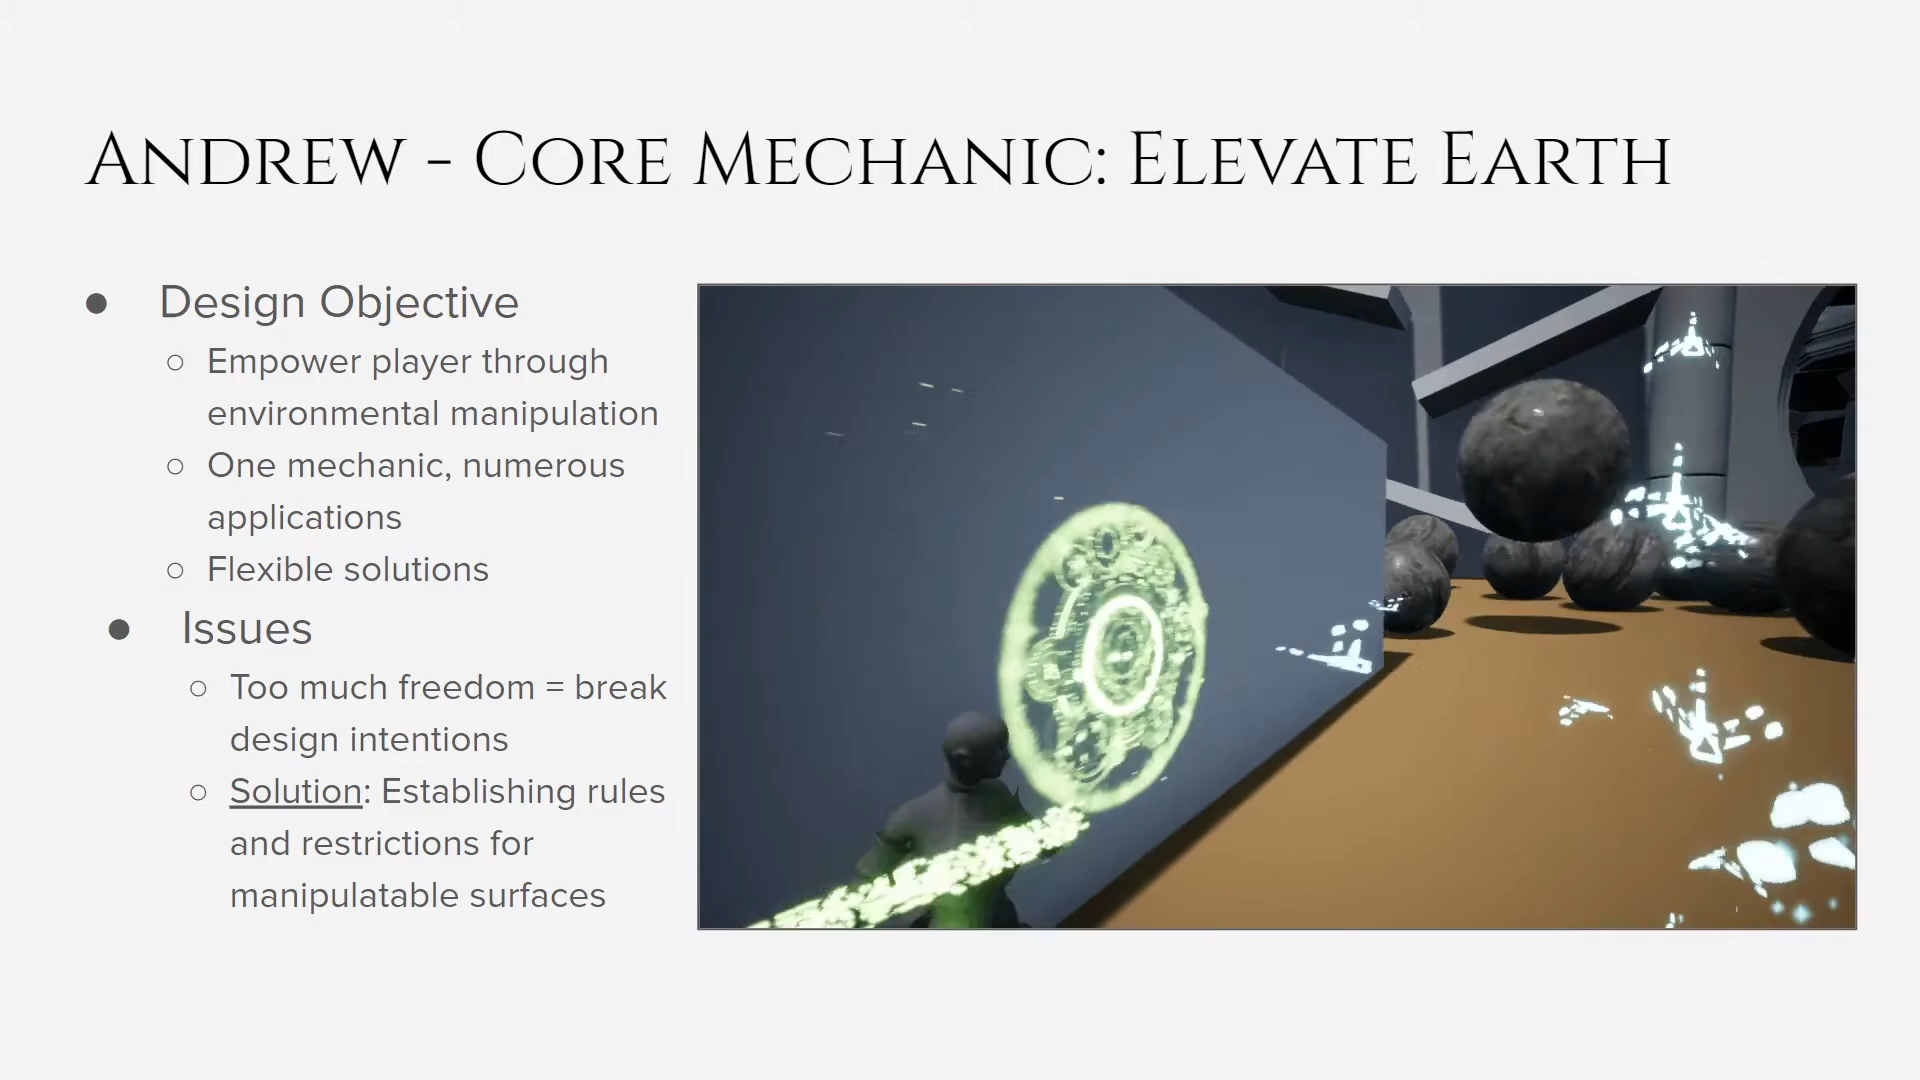 Andrew - Core Mechanic: Elevate Earth
● Design Objective
○ Empower player through
environmental manipulation
○ One mechanic, numerous
applications
○ Flexible solutions
● Issues
○ Too much freedom = break
design intentions
○ Solution: Establishing rules
and restrictions for
manipulatable surfaces